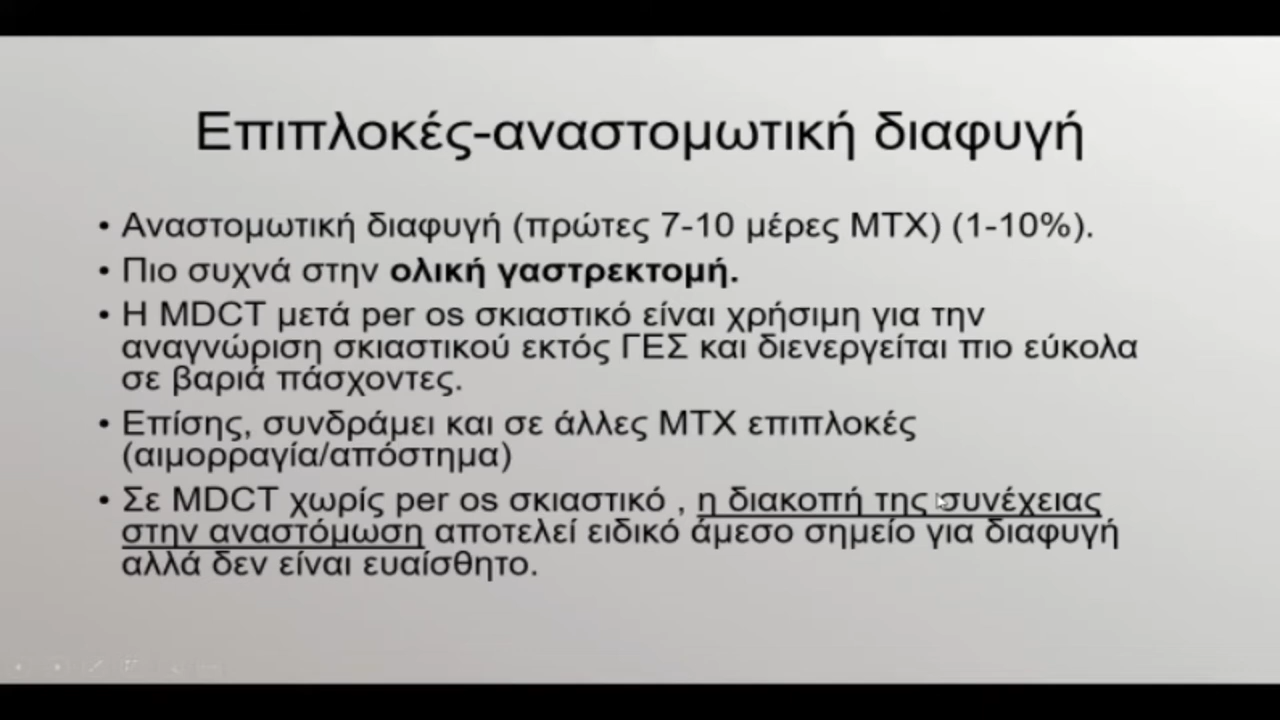 Επιπλοκές-αναστομωτική διαφυγή
• Αναστομωτική διαφυγή (πρώτες 7-10 μέρες ΜΤΧ) (1-10%).
• Πιο συχνά στην ολική γαστρεκτομή.
• Η MDCT μετά per os σκιαστικό είναι χρήσιμη για την
αναγνώριση σκιαστικού εκτός ΓΕΣ και διενεργείται πιο εύκολα
σε βαριά πάσχοντες.
• Επίσης, συνδράμει και σε άλλες ΜΤΧ επιπλοκές
(αιμορραγία/απόστημα)
• Σε MDCT χωρίς per os σκιαστικό , η διακοπή της συνέχειας
στην αναστόμωση αποτελεί ειδικό άμεσο σημείο για διαφυγή
αλλά δεν είναι ευαίσθητο.